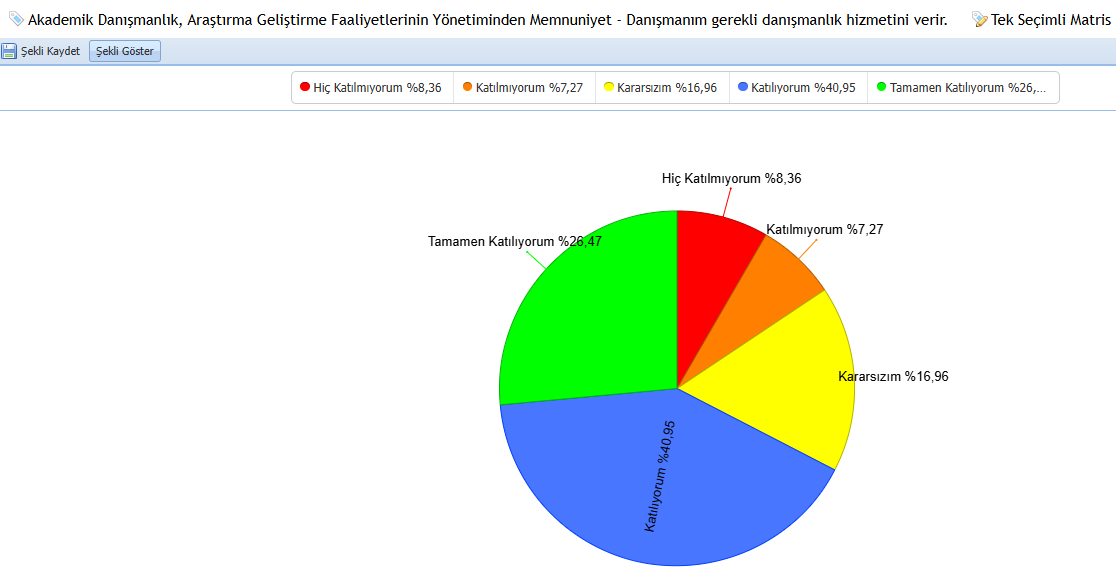 Akademik Danışmanlık, Araştırma Geliştirme Faaliyetlerinin Yönetiminden Memnuniyet - Danışmanım gerekli danışmanlık hizmetini verir. Tek Seçimli Matris
Şekli Kaydet Şekli Göster
Hiç Katılmıyorum %8,36 Katılmıyorum %7,27 Kararsızım %16,96 Katılıyorum %40,95 Tamamen Katılıyorum %26,...
Hiç Katılmıyorum %8,36
Katılmıyorum %7,27
Tamamen Katılıyorum %26,47
Kararsızım %16,96
Katılıyorum %40,95